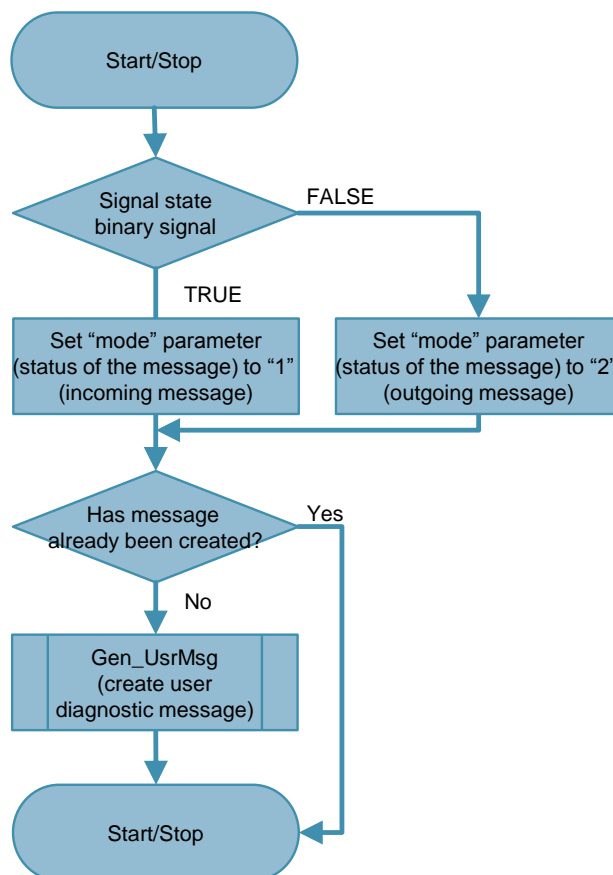 Start/Stop
Signal state
binary signal
FALSE
TRUE
Set “mode” parameter
(status of the message) to “1”
(incoming message)
Set “mode” parameter
(status of the message) to “2”
(outgoing message)
Has message
already been created?
Yes
No
Gen_UsrMsg
(create user
diagnostic message)
Start/Stop